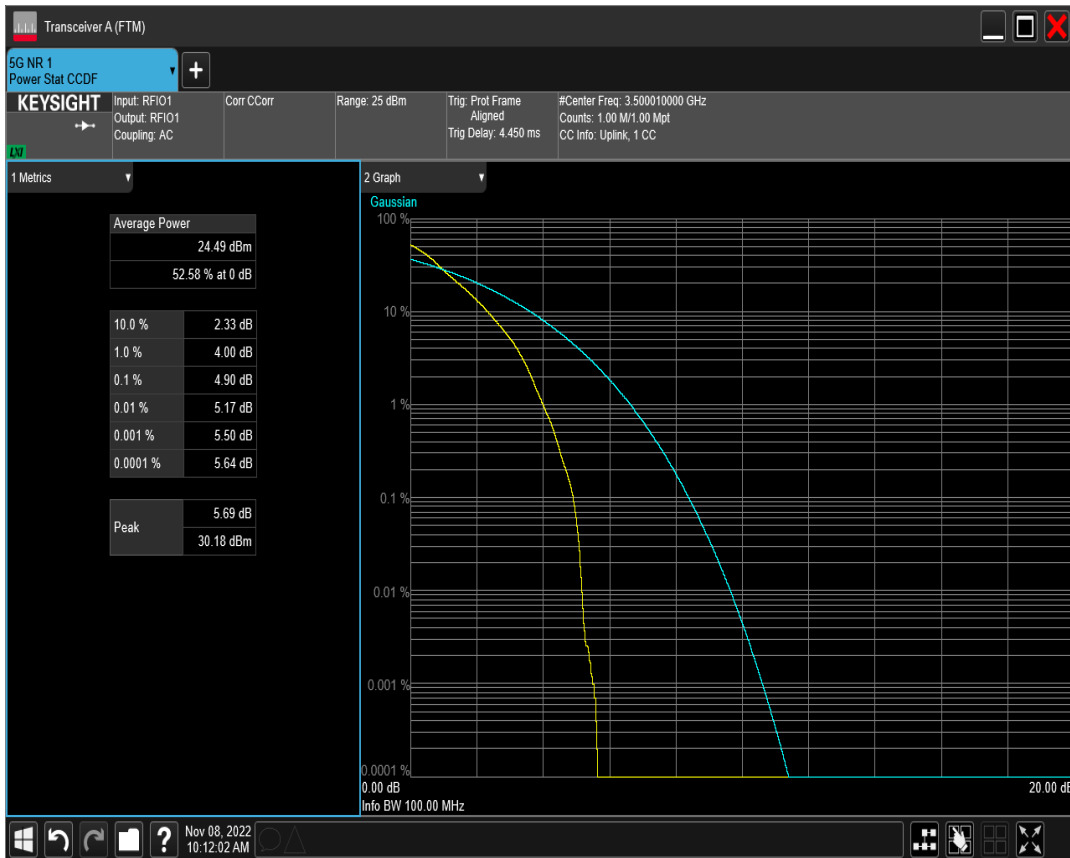 Transceiver A (FTM)
5G NR 1
Power Stat CCDF
+
KEYSIGHT
LXI
Input: RFIO1
Output: RFIO1
Coupling: AC
Corr CCorr
Range: 25 dBm
Trig: Prot Frame
Aligned
Trig Delay: 4.450 ms
#Center Freq: 3.500010000 GHz
Counts: 1.00 M/1.00 Mpt
CC Info: Uplink, 1 CC
1 Metrics
Average Power
24.49 dBm
52.58 % at 0 dB
10.0 % 2.33 dB
1.0 % 4.00 dB
0.1 % 4.90 dB
0.01 % 5.17 dB
0.001 % 5.50 dB
0.0001 % 5.64 dB
Peak 5.69 dB
30.18 dBm
2 Graph
Gaussian
100 %
10 %
1 %
0.1 %
0.01 %
0.001 %
0.0001 %
0.00 dB 20.00 dB
Info BW 100.00 MHz
?
Nov 08, 2022
10:12:02 AM